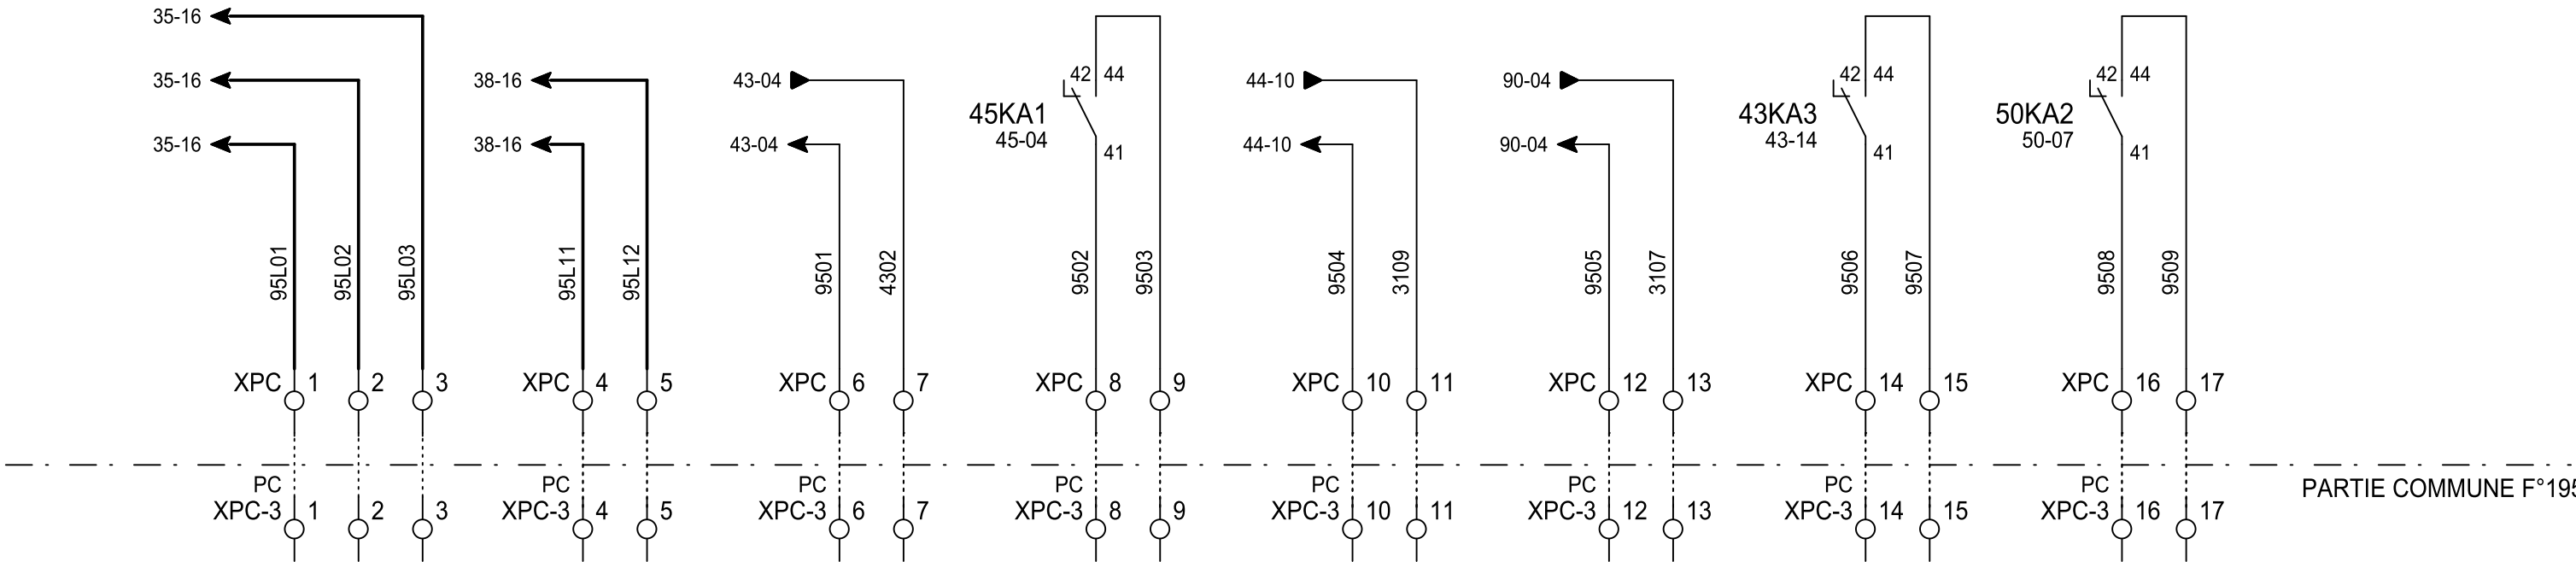 35-16
35-16 38-16 43-04 42 44 44-10 90-04 42 44 42 44
45KA1 43KA3 50KA2
35-16 38-16 43-04 45-04 41 44-10 90-04 43-14 41 50-07 41
95L01 95L02 95L03 95L11 95L12 9501 4302 9502 9503 9504 3109 9505 3107 9506 9507 9508 9509
XPC 1 2 3 XPC 4 5 XPC 6 7 XPC 8 9 XPC 10 11 XPC 12 13 XPC 14 15 XPC 16 17
PC PC PC PC PC PC PC PC PARTIE COMMUNE F°195
XPC-3 1 2 3 XPC-3 4 5 XPC-3 6 7 XPC-3 8 9 XPC-3 10 11 XPC-3 12 13 XPC-3 14 15 XPC-3 16 17